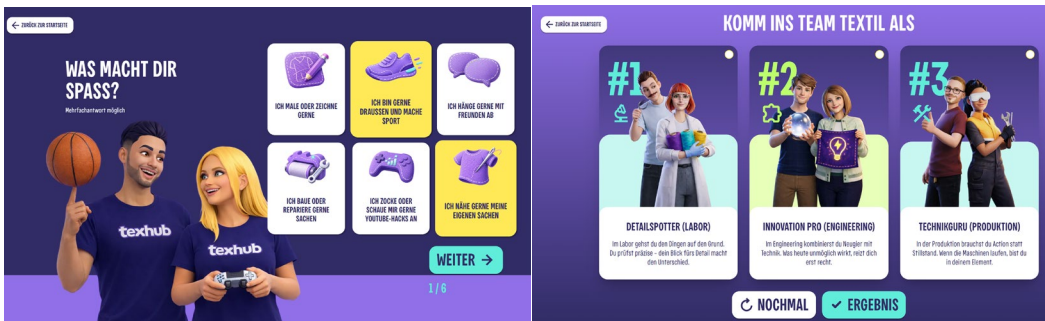 ← ZURÜCK ZUR STARTSEITE
WAS MACHT DIR
SPASS?
Mehrfachantwort möglich
ICH MALE ODER ZEICHNE
GERNE
ICH BIN GERNE
DRAUSSEN UND MACHE
SPORT
ICH HÄNGE GERNE MIT
FREUNDEN AB
ICH BAUE ODER
REPARIERE GERNE
SACHEN
ICH ZOCKE ODER
SCHAUE MIR GERNE
YOUTUBE-HACKS AN
ICH NÄHE GERNE MEINE
EIGENEN SACHEN
texhub
texhub
WEITER →
1/6
← ZURÜCK ZUR STARTSEITE
KOMM INS TEAM TEXTIL ALS
#1
DETAILSPOTTER (LABOR)
Im Labor gehst du den Dingen auf den Grund.
Du prüfst präzise – dein Blick fürs Detail macht
den Unterschied.
#2
INNOVATION PRO (ENGINEERING)
Im Engineering kombinierst du Neugier mit
Technik. Was heute unmöglich wirkt, reizt dich
erst recht.
#3
TECHNIKGURU (PRODUKTION)
In der Produktion brauchst du Action statt
Stillstand. Wenn die Maschinen laufen, bist du
in deinem Element.
NOCHMAL
ERGEBNIS